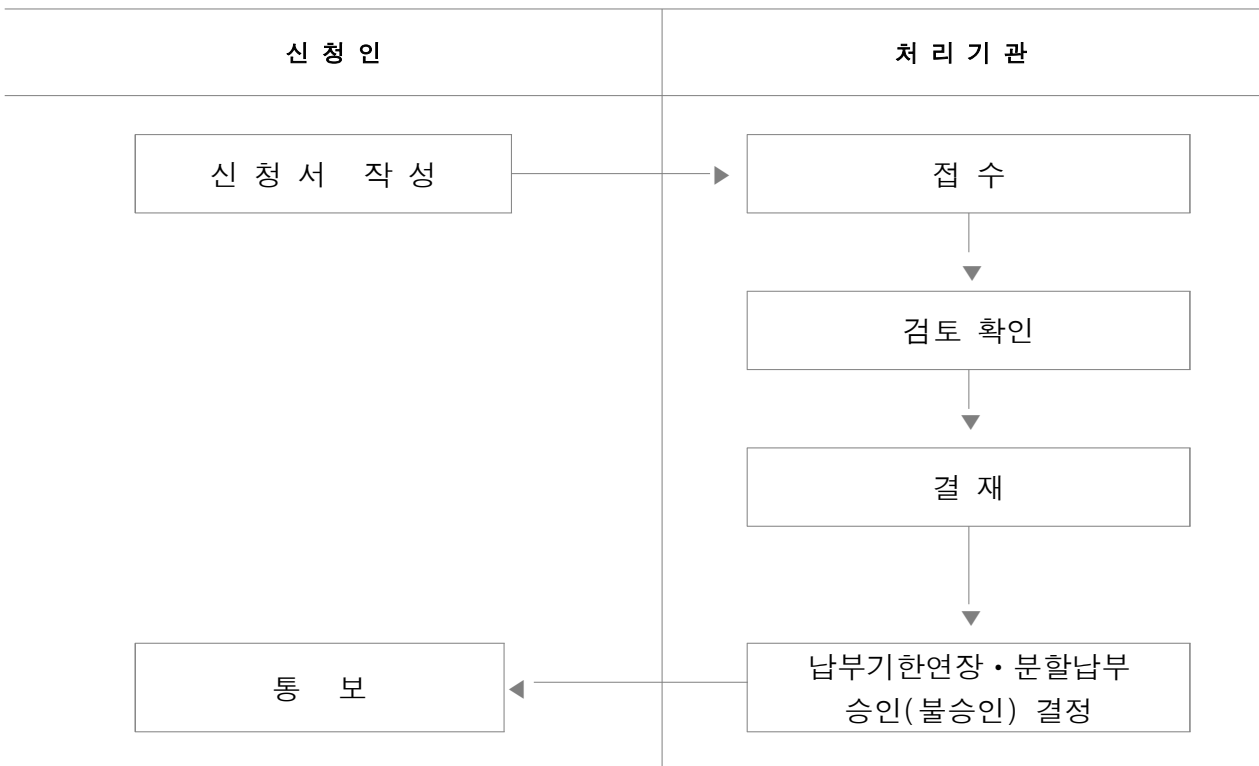 신 청 인
처 리 기 관
신 청 서 작 성
접 수
검토 확인
결 재
통 보
납부기한연장·분할납부
승인(불승인) 결정